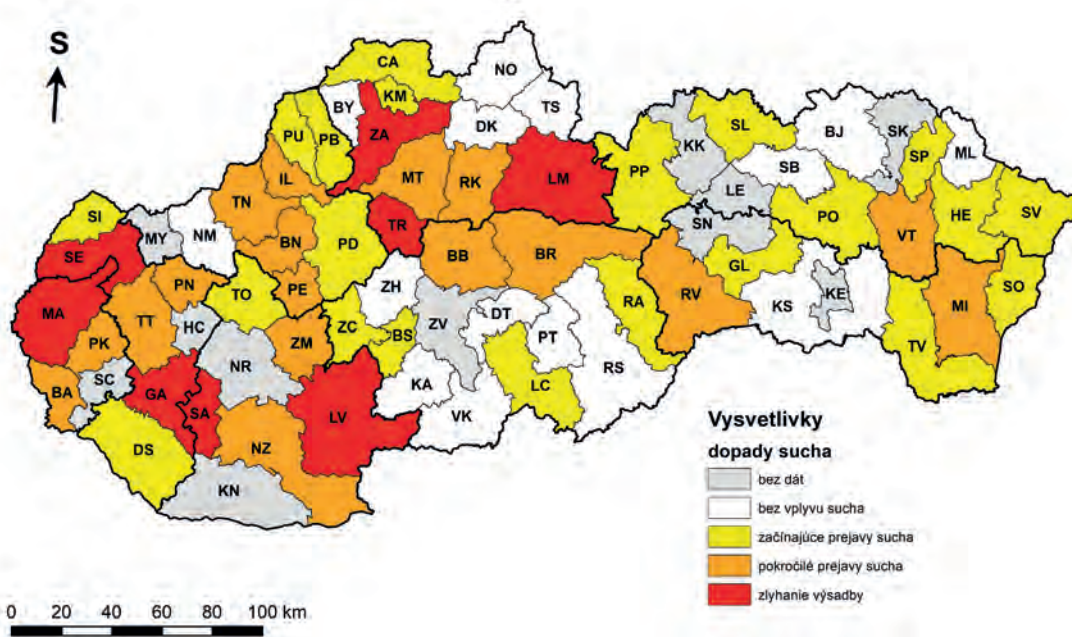 S
CA
NO
BY
KM
TS
PU
PB
ZA
DK
SL
BJ
SK
KK
SP
ML
IL
MT
RK
LM
PP
SB
LE
TN
PO
HE
SV
SI
MY
NM
BN
PD
TR
SN
VT
SE
BB
BR
GL
PN
TO
PE
ZH
RV
RA
KS
KE
MI
SO
MA
TT
HC
ZC
BS
ZV
DT
PT
PK
NR
ZM
RS
TV
BA
SC
GA
SA
LV
KA
LC
VK
DS
NZ
KN
Vysvetlivky
dopady sucha
bez dát
bez vplyvu sucha
začínajúce prejavy sucha
pokročilé prejavy sucha
zlyhanie výsadby
0 20 40 60 80 100 km